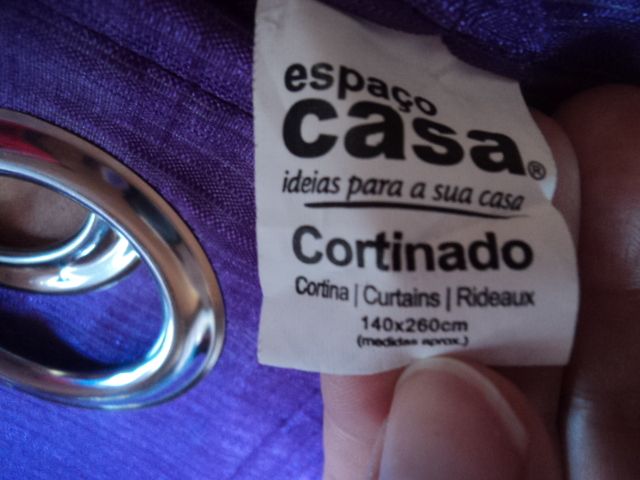 espaço
casa®
ideias para a sua casa
Cortinado
Cortina | Curtains | Rideaux
140x260cm
(medidas aprox.)